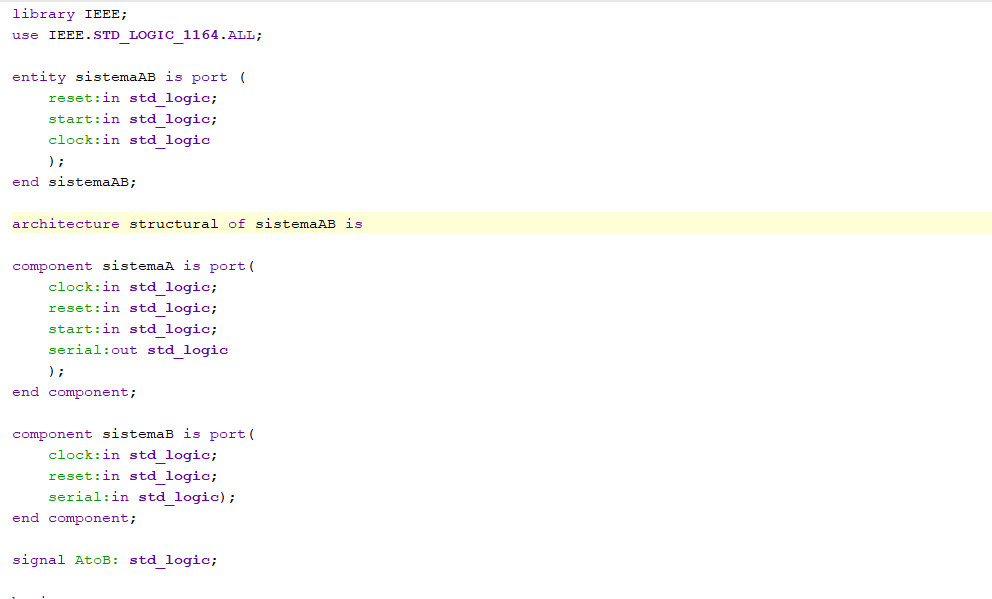 library IEEE;
use IEEE.STD_LOGIC_1164.ALL;
entity sistemaAB is port (
reset:in std_logic;
start:in std_logic;
clock:in std_logic
);
end sistemaAB;
architecture structural of sistemaAB is
component sistemaA is port(
clock:in std_logic;
reset:in std_logic;
start:in std_logic;
serial:out std_logic
);
end component;
component sistemaB is port(
clock:in std_logic;
reset:in std_logic;
serial:in std_logic);
end component;
signal AtoB: std_logic;